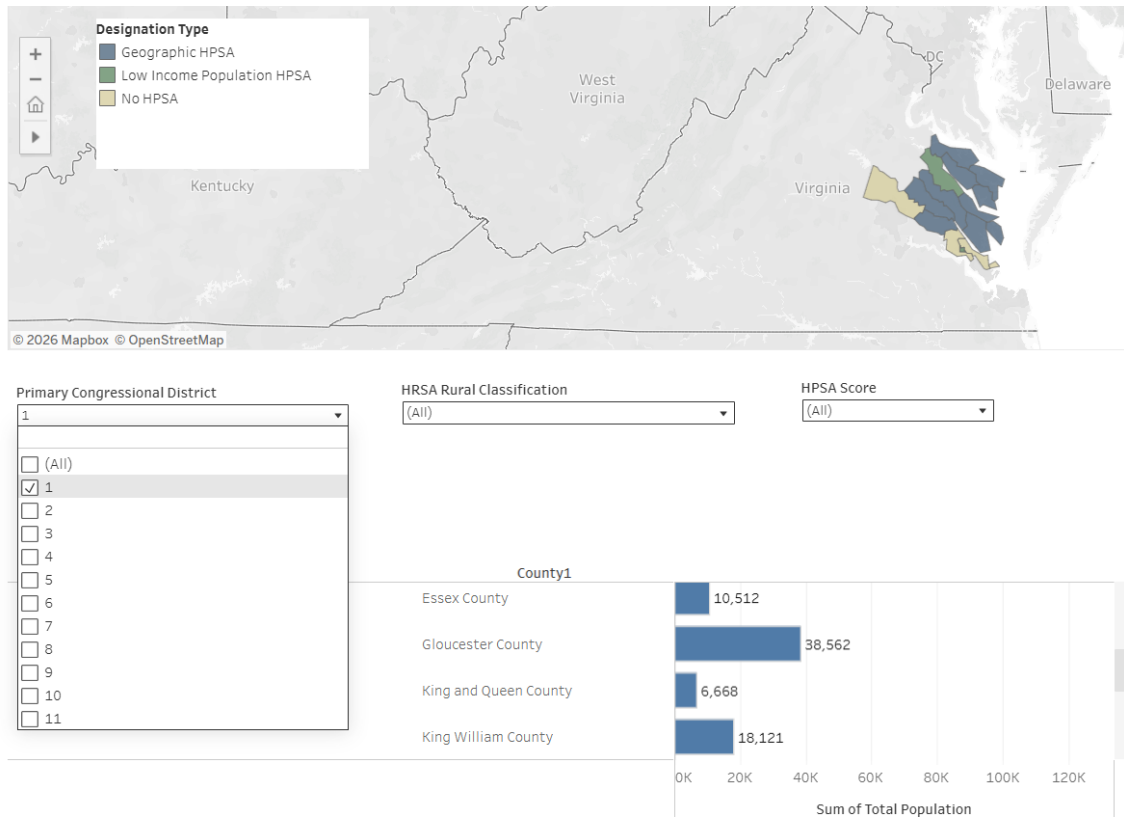 Designation Type
Geographic HPSA
Low Income Population HPSA
No HPSA
DC
West
Virginia
Delaware
Kentucky
Virginia
© 2026 Mapbox © OpenStreetMap
Primary Congressional District
1
HRSA Rural Classification
(All)
HPSA Score
(All)
(All)
1
2
3
4
5
6
7
8
9
10
11
County1
Essex County
10,512
Gloucester County
38,562
King and Queen County
6,668
King William County
18,121
0K 20K 40K 60K 80K 100K 120K
Sum of Total Population